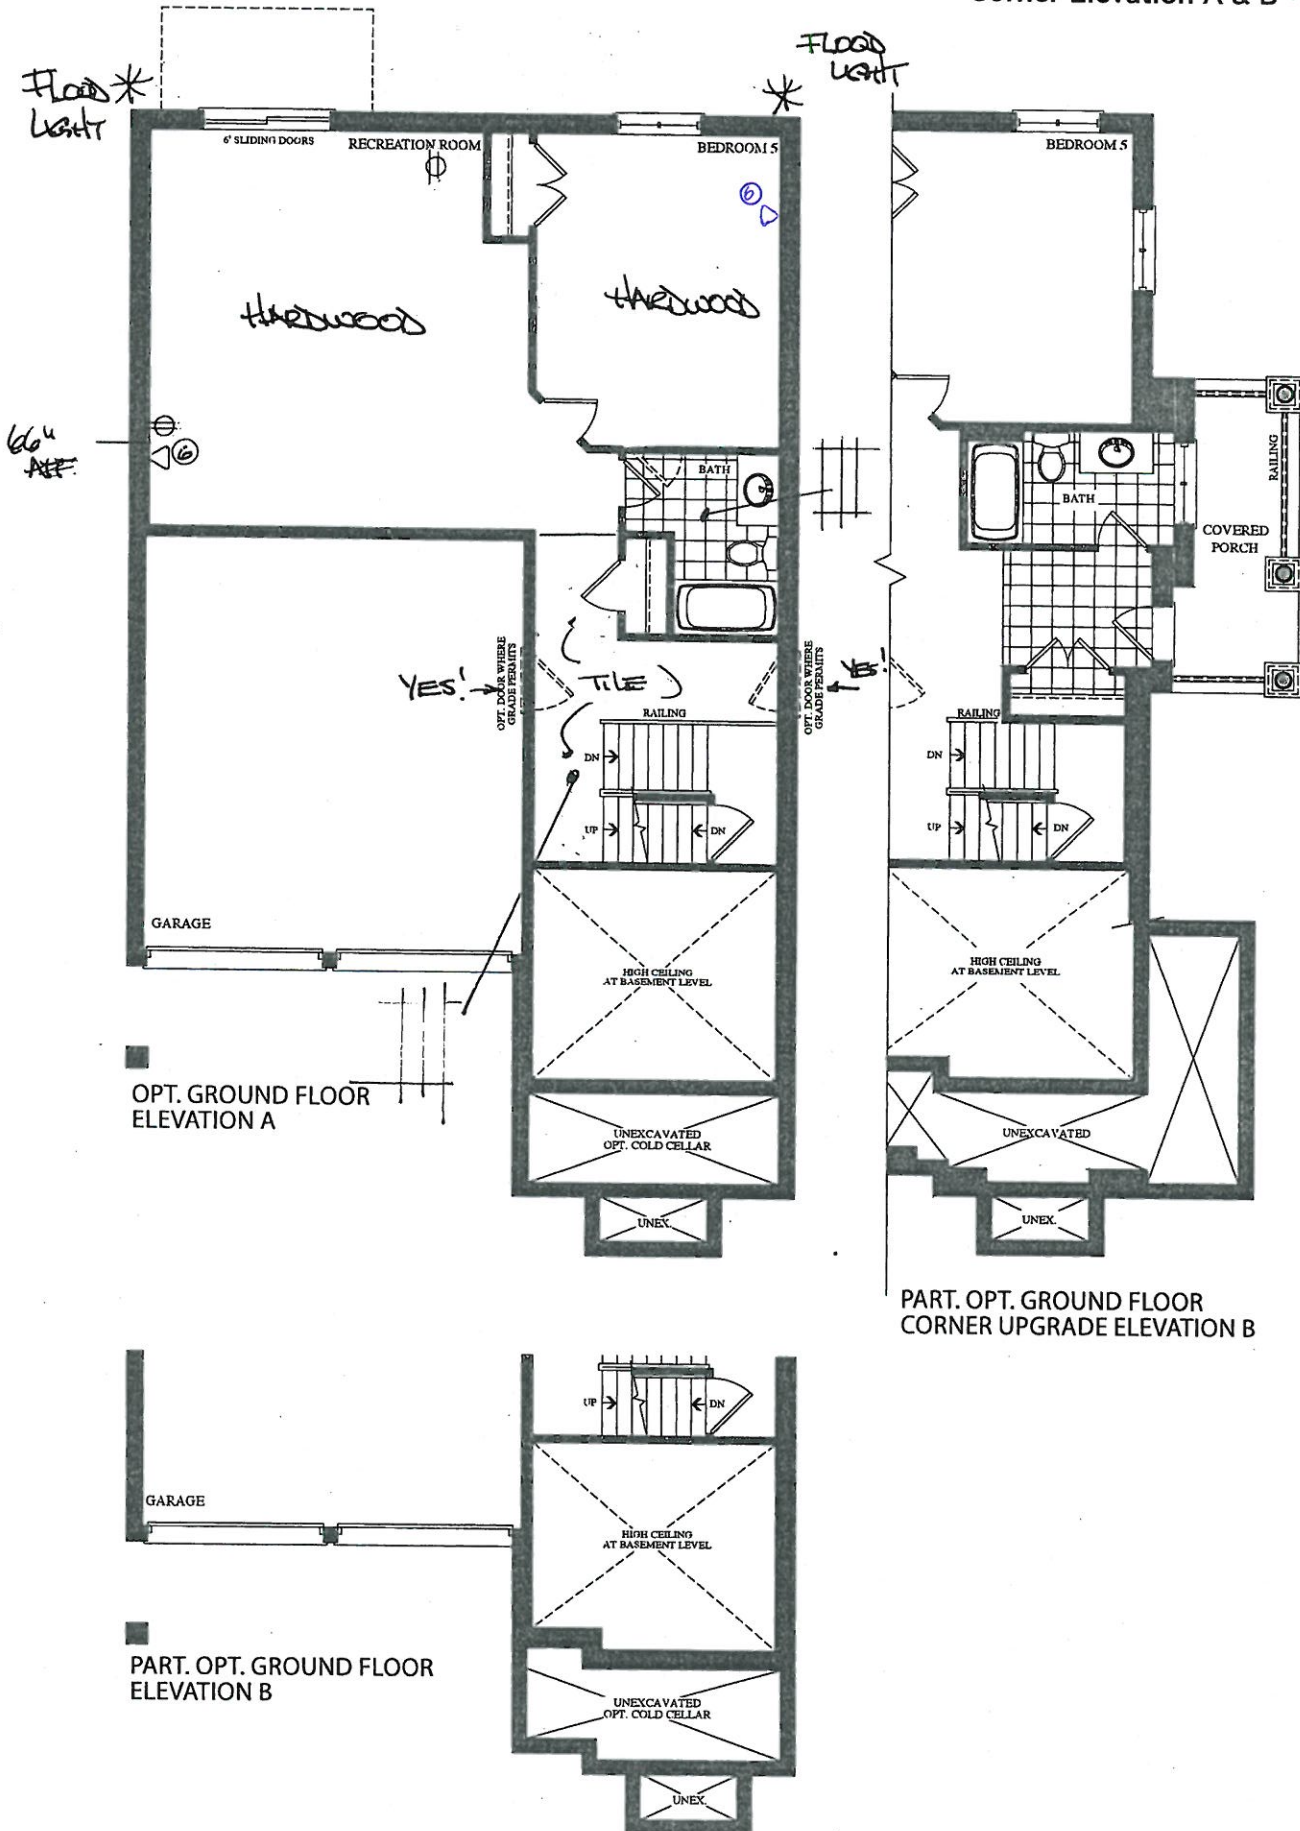 Corner Elevation A & B
FLOOD
LIGHT
FLOOD
LIGHT
6' SLIDING DOORS
RECREATION ROOM
BEDROOM 5
BEDROOM 5
6
HARDWOOD
HARDWOOD
66"
AFF.
6
BATH
BATH
RAILING
COVERED
PORCH
YES!
OPT. DOOR WHERE
GRADE PERMITS
TILE
OPT. DOOR WHERE
GRADE PERMITS
YES!
RAILING
RAILING
DN
DN
UP
DN
UP
DN
GARAGE
HIGH CEILING
AT BASEMENT LEVEL
HIGH CEILING
AT BASEMENT LEVEL
OPT. GROUND FLOOR
ELEVATION A
UNEXCAVATED
OPT. COLD CELLAR
UNEXCAVATED
UNEX.
UNEX.
PART. OPT. GROUND FLOOR
CORNER UPGRADE ELEVATION B
UP
DN
GARAGE
HIGH CEILING
AT BASEMENT LEVEL
PART. OPT. GROUND FLOOR
ELEVATION B
UNEXCAVATED
OPT. COLD CELLAR
UNEX.